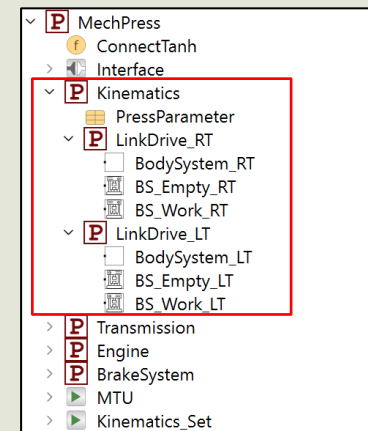 P MechPress
f ConnectTanh
Interface
P Kinematics
PressParameter
P LinkDrive_RT
BodySystem_RT
BS_Empty_RT
BS_Work_RT
P LinkDrive_LT
BodySystem_LT
BS_Empty_LT
BS_Work_LT
P Transmission
P Engine
P BrakeSystem
MTU
Kinematics_Set